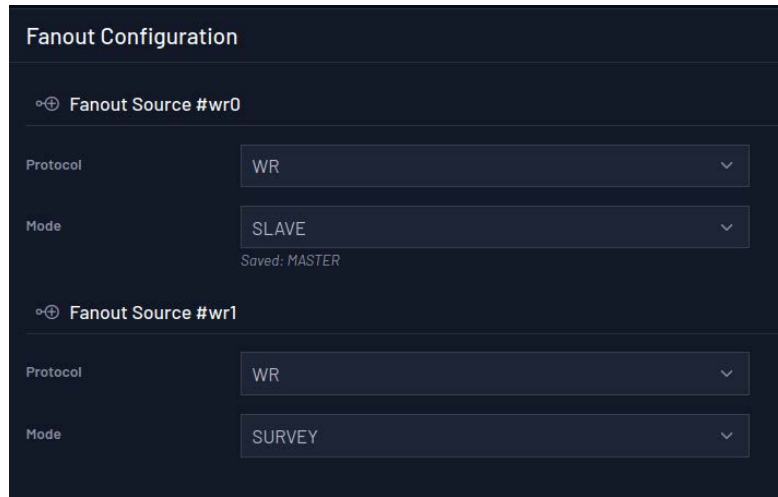 Fanout Configuration
Fanout Source #wr0
Protocol WR
Mode SLAVE
Saved: MASTER
Fanout Source #wr1
Protocol WR
Mode SURVEY